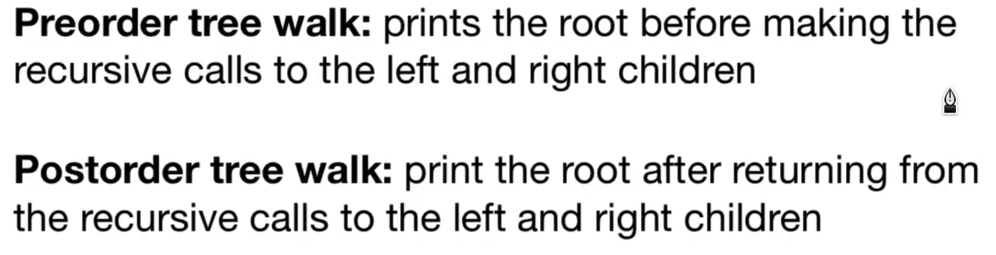 Preorder tree walk: prints the root before making the
recursive calls to the left and right children
Postorder tree walk: print the root after returning from
the recursive calls to the left and right children